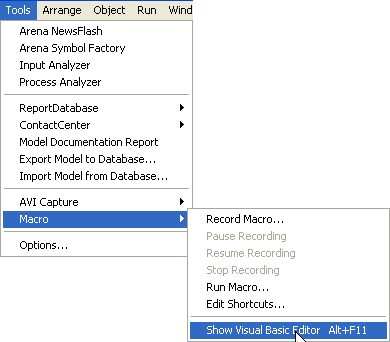 Tools Arrange Object Run Wind
Arena NewsFlash
Arena Symbol Factory
Input Analyzer
Process Analyzer
ReportDatabase
ContactCenter
Model Documentation Report
Export Model to Database...
Import Model from Database...
AVI Capture
Macro
Options...
Record Macro...
Pause Recording
Resume Recording
Stop Recording
Run Macro...
Edit Shortcuts...
Show Visual Basic Editor Alt+F11